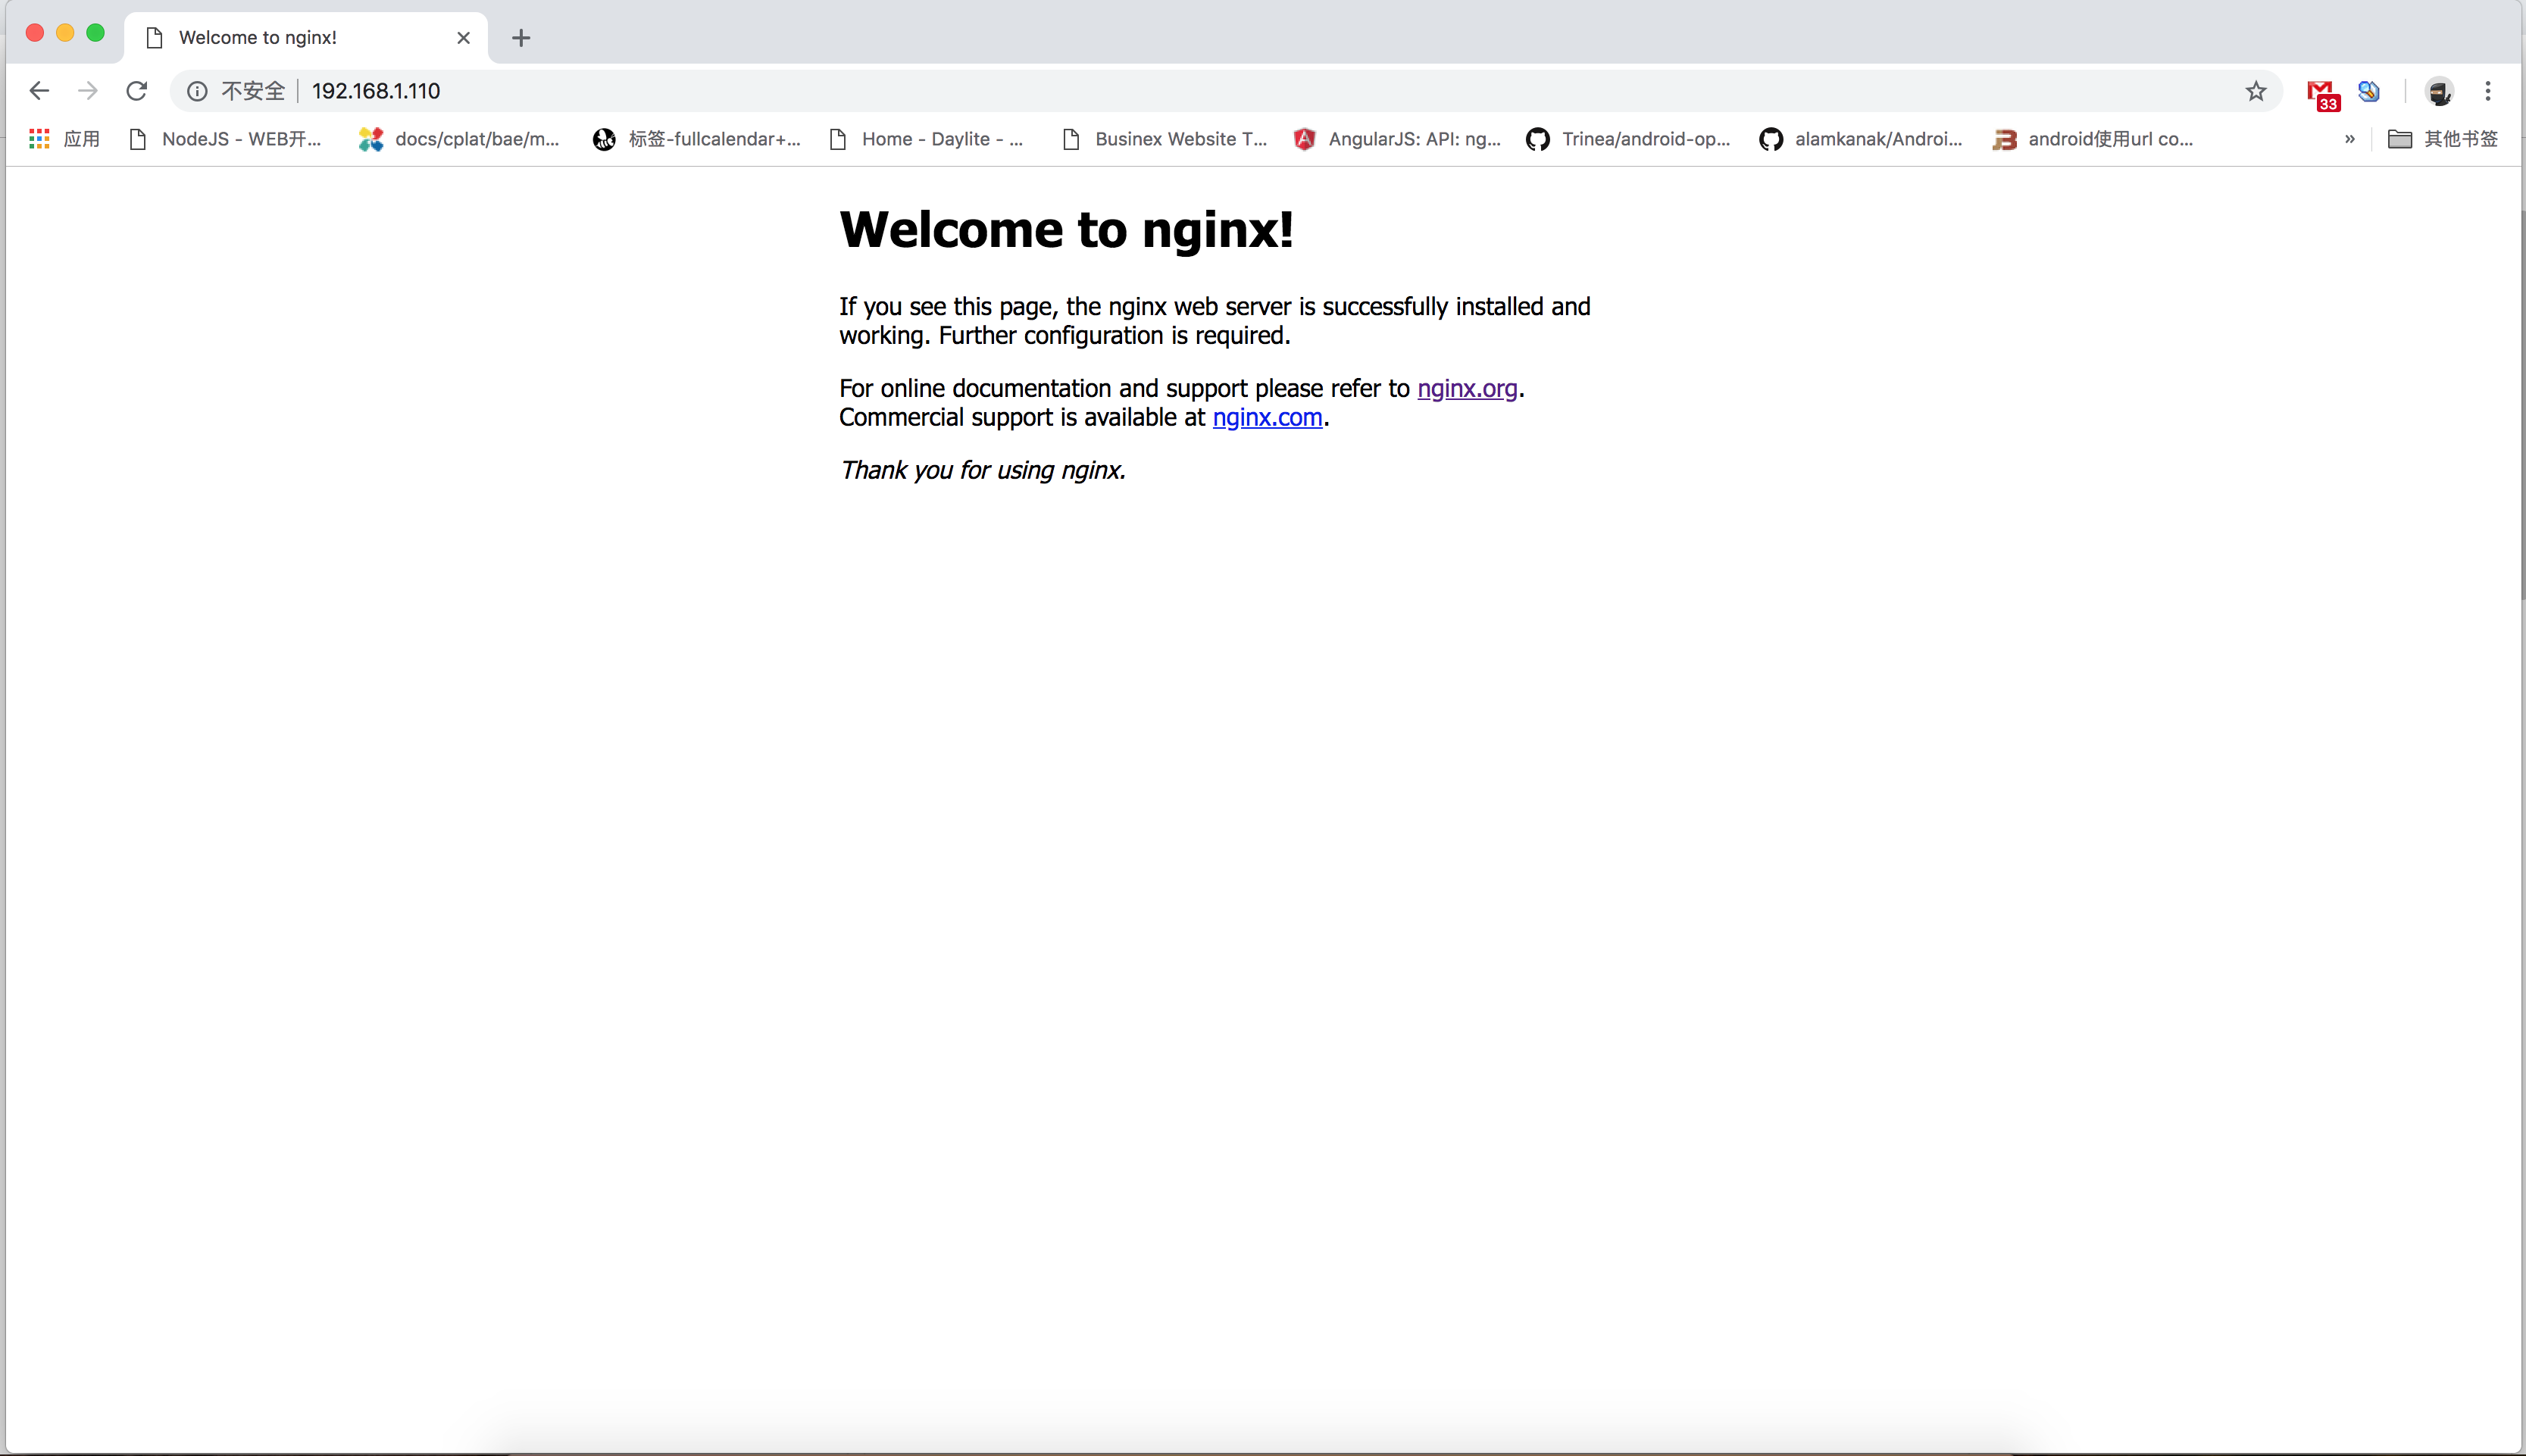 Welcome to nginx!
不安全 192.168.1.110
33
应用 NodeJS - WEB开... docs/cplat/bae/m... 标签-fullcalendar+... Home - Daylite - ... Businex Website T... AngularJS: API: ng... Trinea/android-op... alamkanak/Androi... android使用url co... » 其他书签
Welcome to nginx!
If you see this page, the nginx web server is successfully installed and
working. Further configuration is required.
For online documentation and support please refer to nginx.org.
Commercial support is available at nginx.com.
Thank you for using nginx.